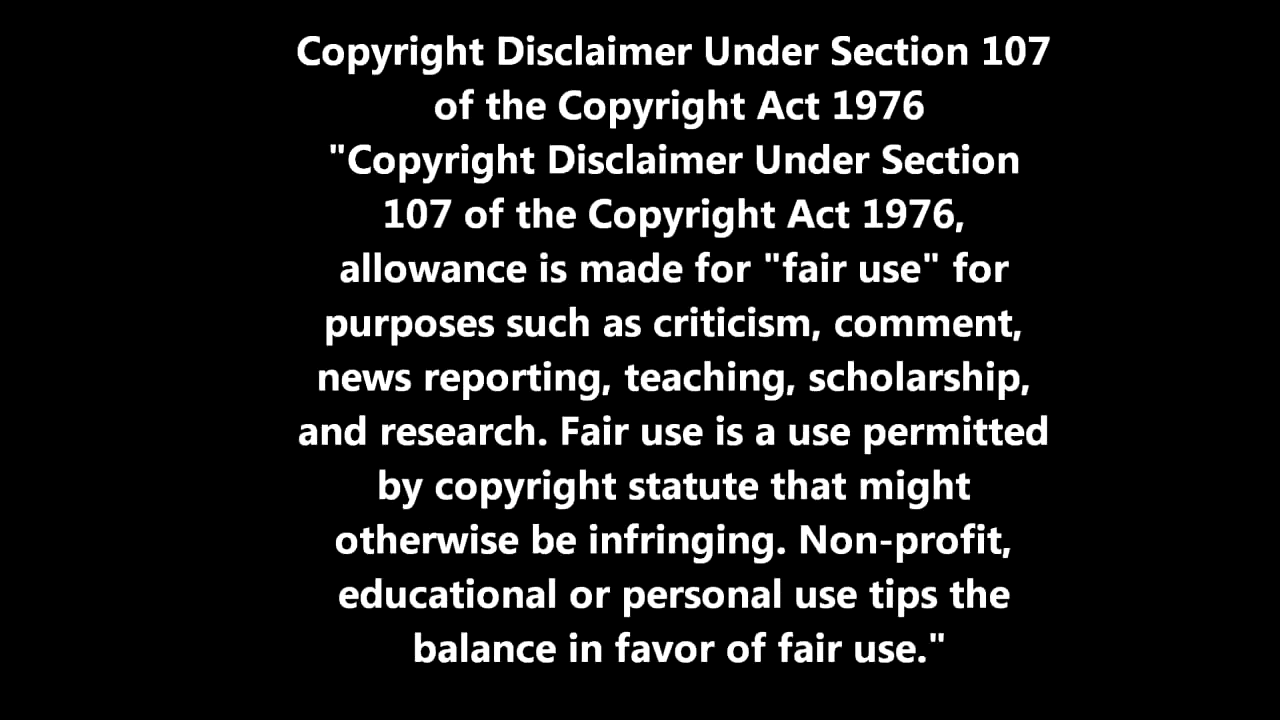 Copyright Disclaimer Under Section 107
of the Copyright Act 1976
"Copyright Disclaimer Under Section
107 of the Copyright Act 1976,
allowance is made for "fair use" for
purposes such as criticism, comment,
news reporting, teaching, scholarship,
and research. Fair use is a use permitted
by copyright statute that might
otherwise be infringing. Non-profit,
educational or personal use tips the
balance in favor of fair use."